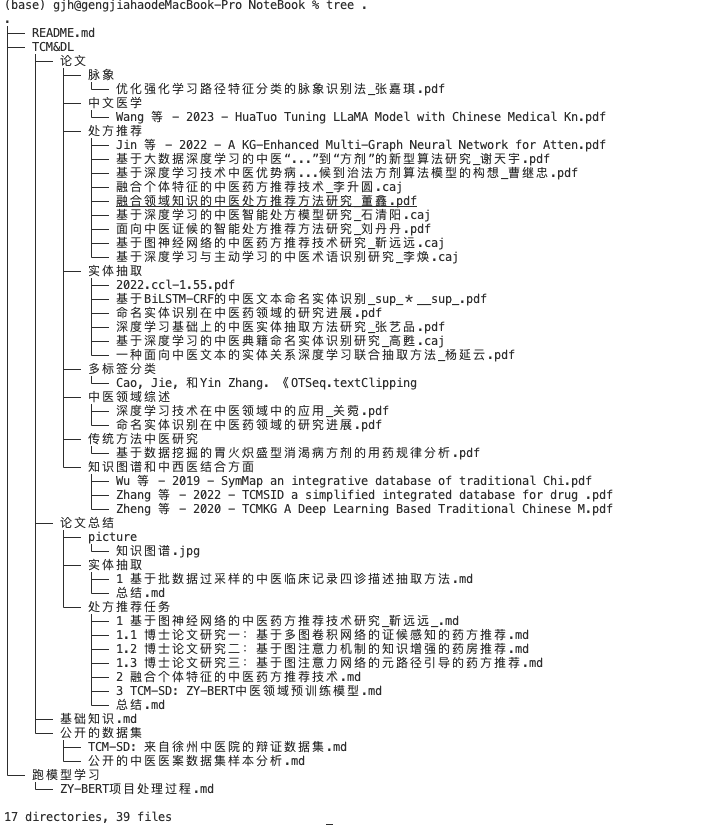 (base) gjh@gengjiahaodeMacBook-Pro NoteBook % tree .
.
├── README.md
├── TCM&DL
│   ├── 论文
│   │   ├── 脉象
│   │   │   └── 优化强化学习路径特征分类的脉象识别法_张嘉琪.pdf
│   │   ├── 中文医学
│   │   │   └── Wang 等 - 2023 - HuaTuo Tuning LLaMA Model with Chinese Medical Kn.pdf
│   │   ├── 处方推荐
│   │   │   ├── Jin 等 - 2022 - A KG-Enhanced Multi-Graph Neural Network for Atten.pdf
│   │   │   ├── 基于大数据深度学习的中医“...”到“方剂”的新型算法研究_谢天宇.pdf
│   │   │   ├── 基于深度学习技术中医优势病...候到治法方剂算法模型的构想_曹继忠.pdf
│   │   │   ├── 融合个体特征的中医药方推荐技术_李升圆.caj
│   │   │   ├── 融合领域知识的中医处方推荐方法研究_董鑫.pdf
│   │   │   ├── 基于深度学习的中医智能处方模型研究_石清阳.caj
│   │   │   ├── 面向中医证候的智能处方推荐方法研究_刘丹丹.pdf
│   │   │   ├── 基于图神经网络的中医药方推荐技术研究_靳远远.caj
│   │   │   └── 基于深度学习与主动学习的中医术语识别研究_李焕.caj
│   │   ├── 实体抽取
│   │   │   ├── 2022.ccl-1.55.pdf
│   │   │   ├── 基于BiLSTM-CRF的中医文本命名实体识别_sup_＊__sup_.pdf
│   │   │   ├── 命名实体识别在中医药领域的研究进展.pdf
│   │   │   ├── 深度学习基础上的中医实体抽取方法研究_张艺品.pdf
│   │   │   ├── 基于深度学习的中医典籍命名实体识别研究_高甦.caj
│   │   │   └── 一种面向中医文本的实体关系深度学习联合抽取方法_杨延云.pdf
│   │   ├── 多标签分类
│   │   │   └── Cao, Jie, 和Yin Zhang. 《OTSeq.textClipping
│   │   ├── 中医领域综述
│   │   │   ├── 深度学习技术在中医领域中的应用_关菀.pdf
│   │   │   └── 命名实体识别在中医药领域的研究进展.pdf
│   │   ├── 传统方法中医研究
│   │   │   └── 基于数据挖掘的胃火炽盛型消渴病方剂的用药规律分析.pdf
│   │   └── 知识图谱和中西医结合方面
│   │       ├── Wu 等 - 2019 - SymMap an integrative database of traditional Chi.pdf
│   │       ├── Zhang 等 - 2022 - TCMSID a simplified integrated database for drug .pdf
│   │       └── Zheng 等 - 2020 - TCMKG A Deep Learning Based Traditional Chinese M.pdf
│   ├── 论文总结
│   │   ├── picture
│   │   │   └── 知识图谱.jpg
│   │   ├── 实体抽取
│   │   │   ├── 1 基于批数据过采样的中医临床记录四诊描述抽取方法.md
│   │   │   └── 总结.md
│   │   └── 处方推荐任务
│   │       ├── 1 基于图神经网络的中医药方推荐技术研究_靳远远_.md
│   │       ├── 1.1 博士论文研究一：基于多图卷积网络的证候感知的药方推荐.md
│   │       ├── 1.2 博士论文研究二：基于图注意力机制的知识增强的药房推荐.md
│   │       ├── 1.3 博士论文研究三：基于图注意力网络的元路径引导的药方推荐.md
│   │       ├── 2 融合个体特征的中医药方推荐技术.md
│   │       ├── 3 TCM-SD: ZY-BERT中医领域预训练模型.md
│   │       └── 总结.md
│   ├── 基础知识.md
│   └── 公开的数据集
│       ├── TCM-SD: 来自徐州中医院的辩证数据集.md
│       └── 公开的中医医案数据集样本分析.md
└── 跑模型学习
    └── ZY-BERT项目处理过程.md
17 directories, 39 files